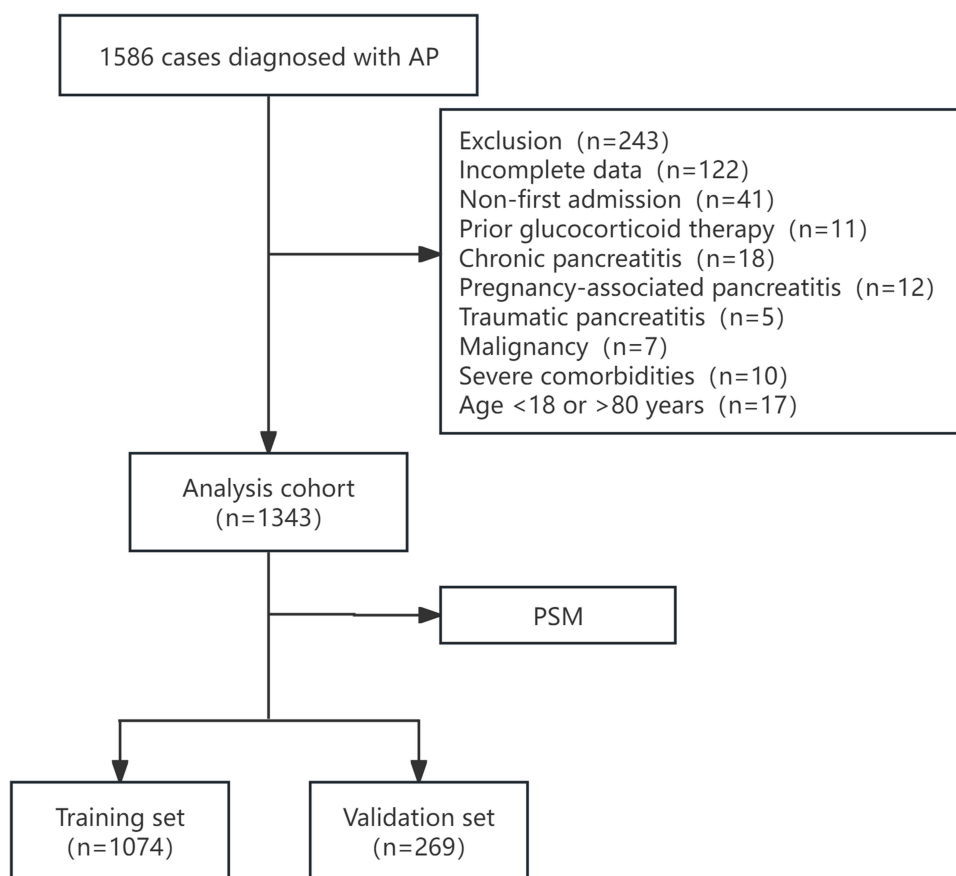 1586 cases diagnosed with AP
Exclusion（n=243）
Incomplete data（n=122）
Non-first admission（n=41）
Prior glucocorticoid therapy（n=11）
Chronic pancreatitis（n=18）
Pregnancy-associated pancreatitis（n=12）
Traumatic pancreatitis（n=5）
Malignancy（n=7）
Severe comorbidities（n=10）
Age <18 or >80 years（n=17）
Analysis cohort
（n=1343）
PSM
Training set
（n=1074）
Validation set
（n=269）